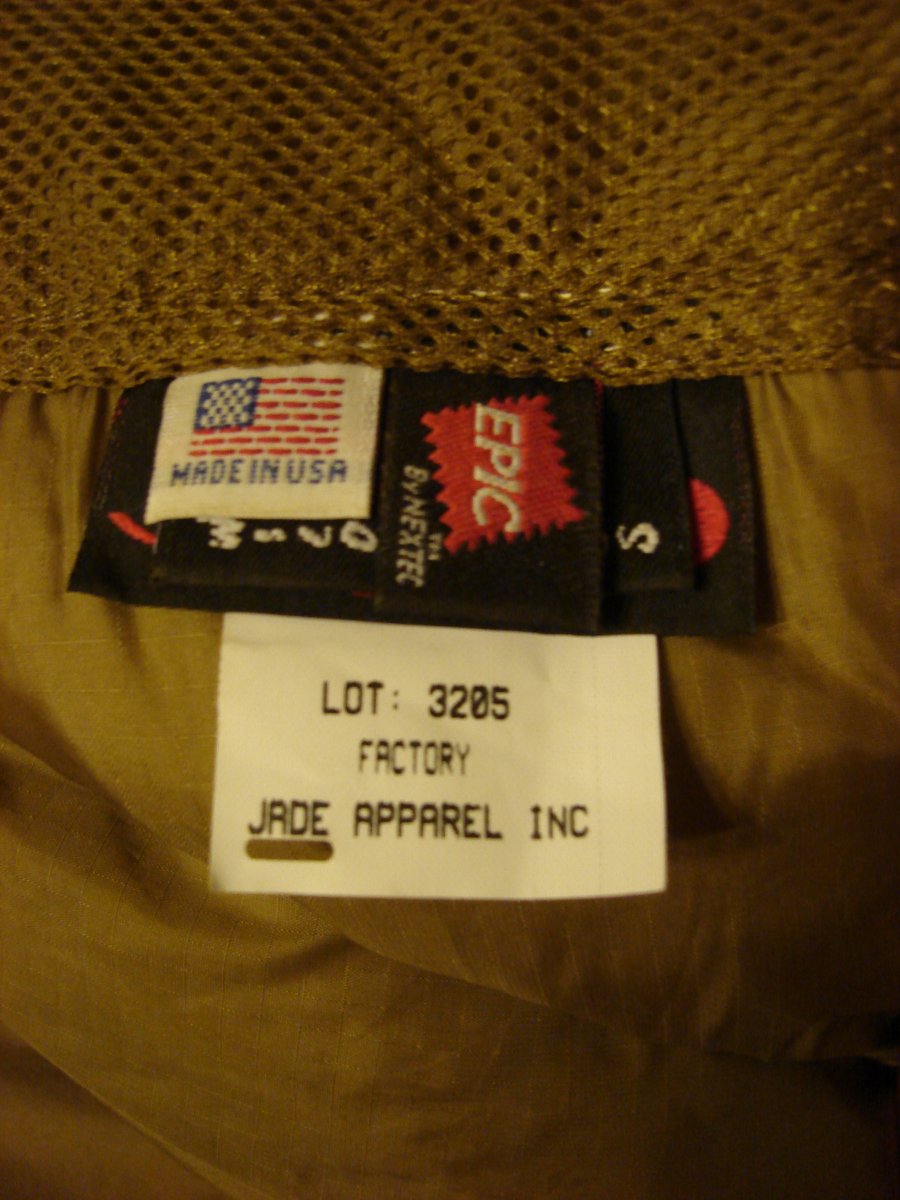 MADE IN USA
EPIC
By NEXTEC
S
LOT: 3205
FACTORY
JADE APPAREL INC